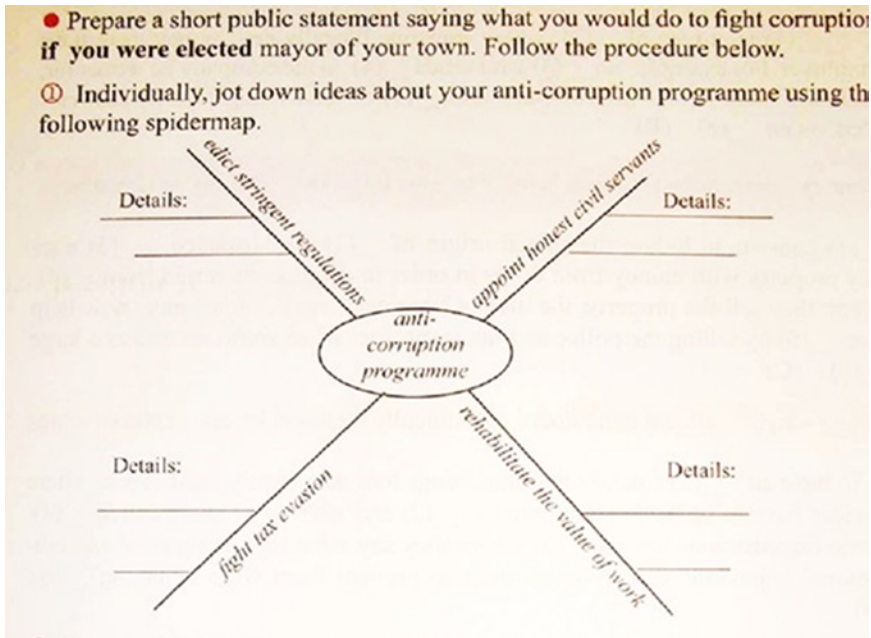 ● Prepare a short public statement saying what you would do to fight corruption
if you were elected mayor of your town. Follow the procedure below.
① Individually, jot down ideas about your anti-corruption programme using th
following spidermap.
edict stringent regulations
appoint honest civil servants
Details:
Details:
anti-
corruption
programme
Details:
Details:
fight tax evasion
rehabilitate the value of work